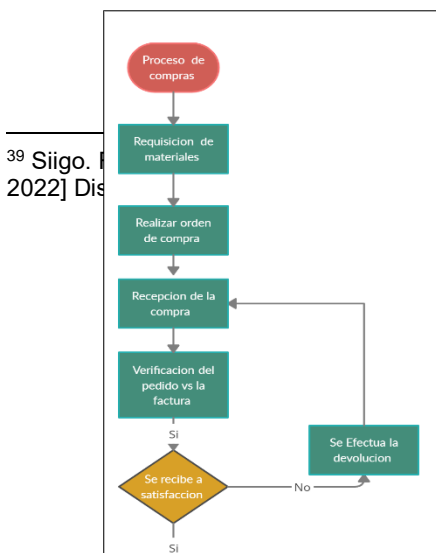 Proceso de
compras
Requisicion de
materiales
39 Siigo.
2022] Dis
Realizar orden
de compra
Recepcion de la
compra
Verificacion del
pedido vs la
factura
Si
Se Efectua la
devolucion
Se recibe a
satisfaccion
No
Si